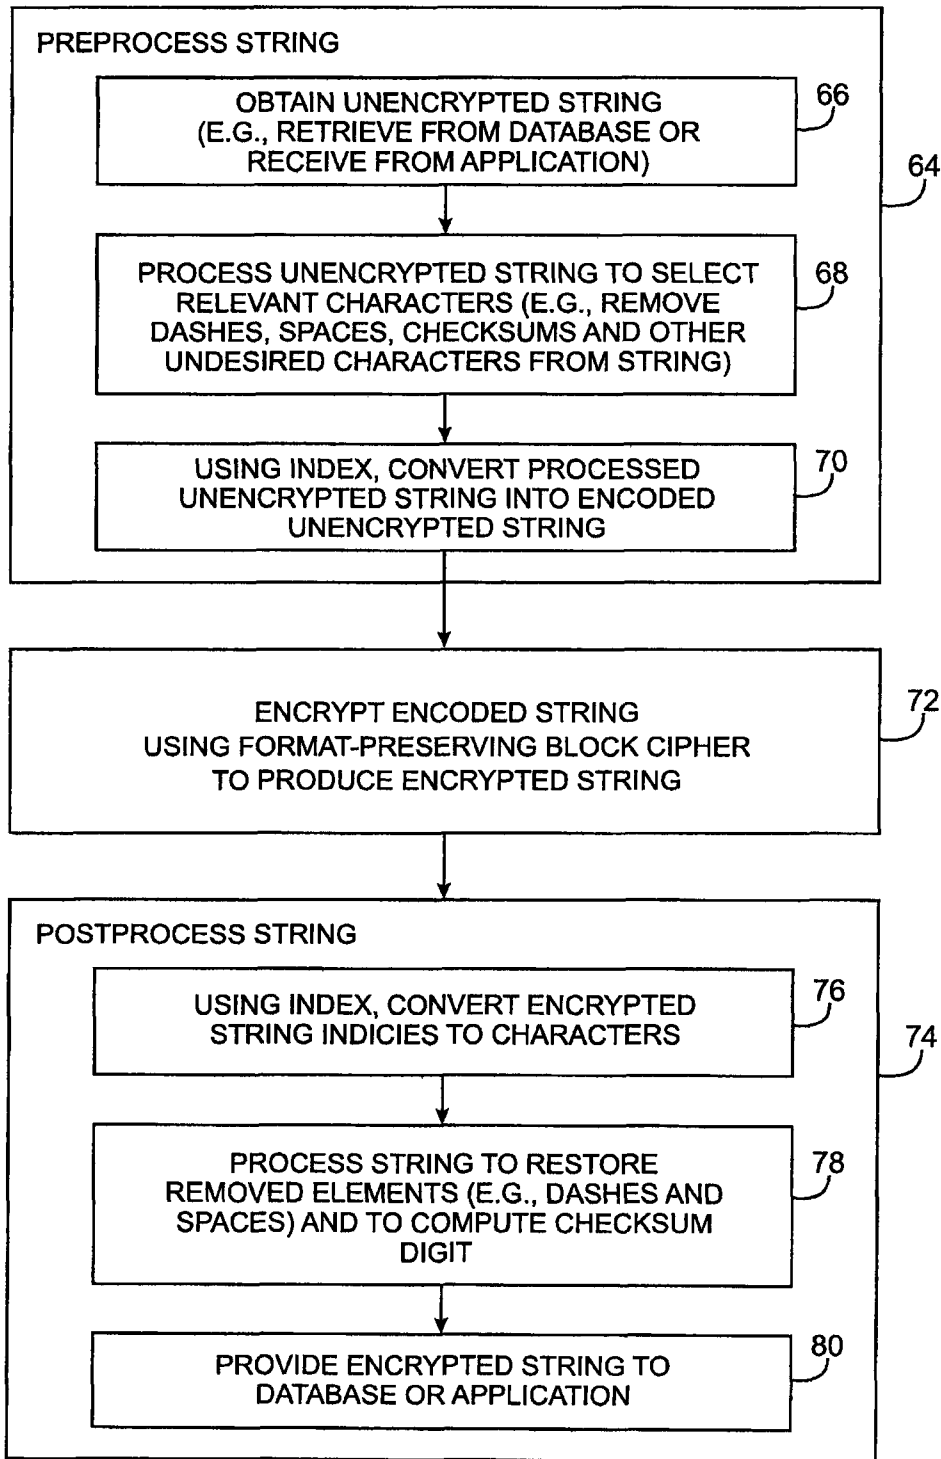 PREPROCESS STRING
OBTAIN UNENCRYPTED STRING
(E.G., RETRIEVE FROM DATABASE OR
RECEIVE FROM APPLICATION)
66
64
PROCESS UNENCRYPTED STRING TO SELECT
RELEVANT CHARACTERS (E.G., REMOVE
DASHES, SPACES, CHECKSUMS AND OTHER
UNDESIRED CHARACTERS FROM STRING)
68
USING INDEX, CONVERT PROCESSED
UNENCRYPTED STRING INTO ENCODED
UNENCRYPTED STRING
70
ENCRYPT ENCODED STRING
USING FORMAT-PRESERVING BLOCK CIPHER
TO PRODUCE ENCRYPTED STRING
72
POSTPROCESS STRING
USING INDEX, CONVERT ENCRYPTED
STRING INDICIES TO CHARACTERS
76
74
PROCESS STRING TO RESTORE
REMOVED ELEMENTS (E.G., DASHES AND
SPACES) AND TO COMPUTE CHECKSUM
DIGIT
78
PROVIDE ENCRYPTED STRING TO
DATABASE OR APPLICATION
80